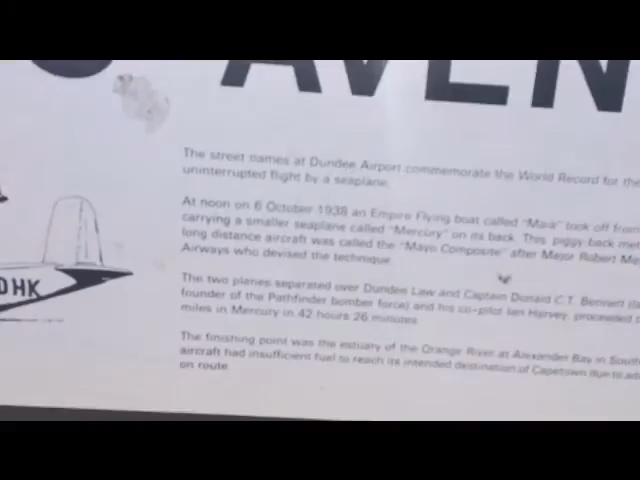 AVEN
The street names at Dundee Airport commemorate the World Record for the
uninterrupted flight by a seaplane.
At noon on 6 October 1938 an Empire Flying boat called "Maia" took off from
carrying a smaller seaplane called "Mercury" on its back. This piggy back
long distance aircraft was called the "Mayo Composite" after Major Robert
Airways who devised the technique.
The two planes separated over Dundee Law and Captain Donald C.T. Bennett
founder of the Pathfinder bomber force) and his co-pilot Ian Harvey, proceeded
miles in Mercury in 42 hours 26 minutes.
The finishing point was the estuary of the Orange River at Alexander Bay in South
aircraft had insufficient fuel to reach its intended destination of Capetown due to
on route.
DHK